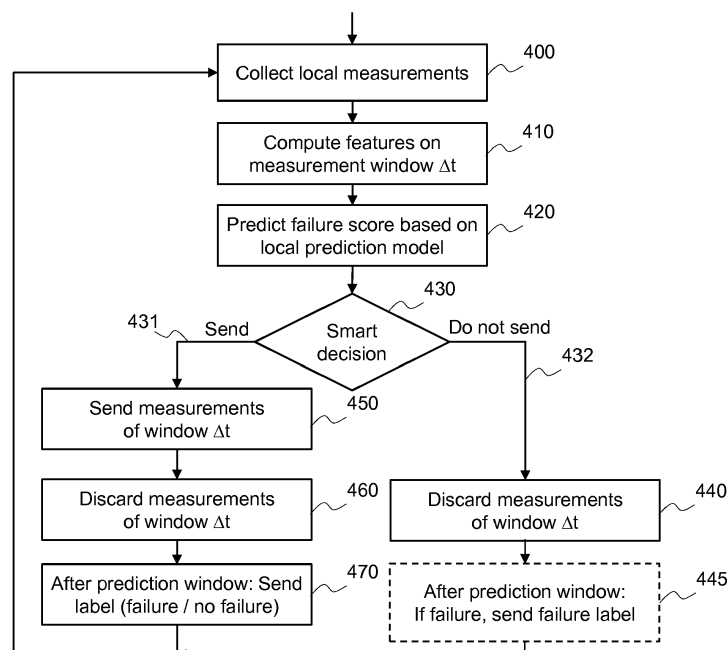 Collect local measurements
400
Compute features on
measurement window Δt
410
Predict failure score based on
local prediction model
420
430
Smart
decision
431
Send
Do not send
432
Send measurements
of window Δt
450
Discard measurements
of window Δt
460
Discard measurements
of window Δt
440
After prediction window: Send
label (failure / no failure)
470
After prediction window:
If failure, send failure label
445